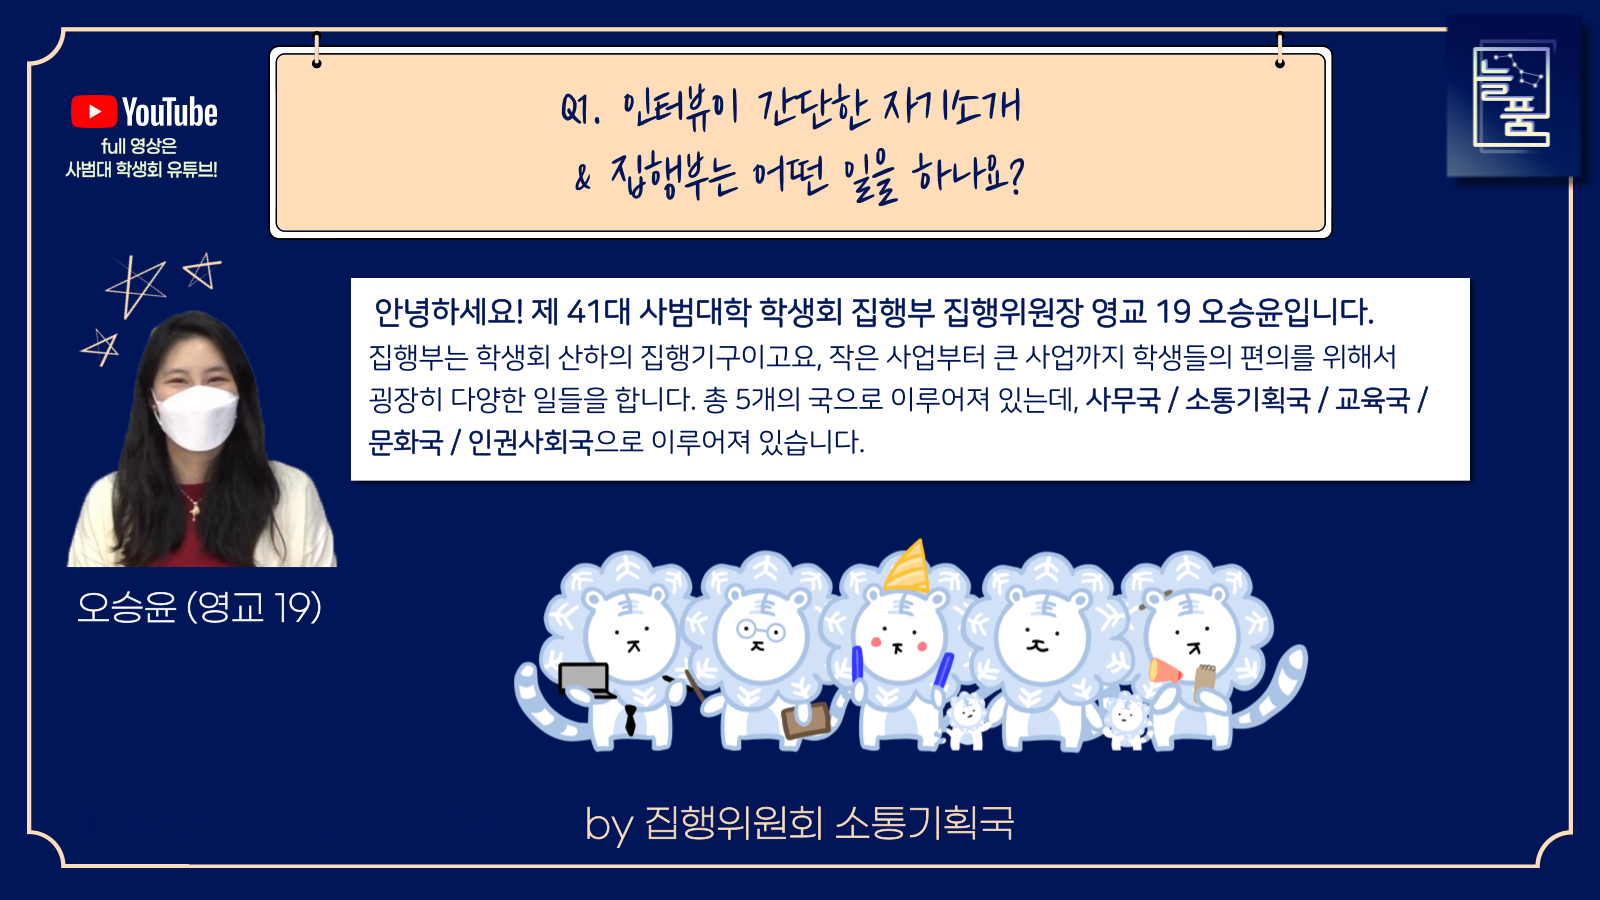 YouTube
full 영상은
사범대 학생회 유튜브!
Q1. 인터뷰이 간단한 자기소개
& 집행부는 어떤 일을 하나요?
늘
품
안녕하세요! 제 41대 사범대학 학생회 집행부 집행위원장 영교 19 오승윤입니다.
집행부는 학생회 산하의 집행기구이고요, 작은 사업부터 큰 사업까지 학생들의 편의를 위해서
굉장히 다양한 일들을 합니다. 총 5개의 국으로 이루어져 있는데, 사무국 / 소통기획국 / 교육국 /
문화국 / 인권사회국으로 이루어져 있습니다.
오승윤 (영교 19)
by 집행위원회 소통기획국